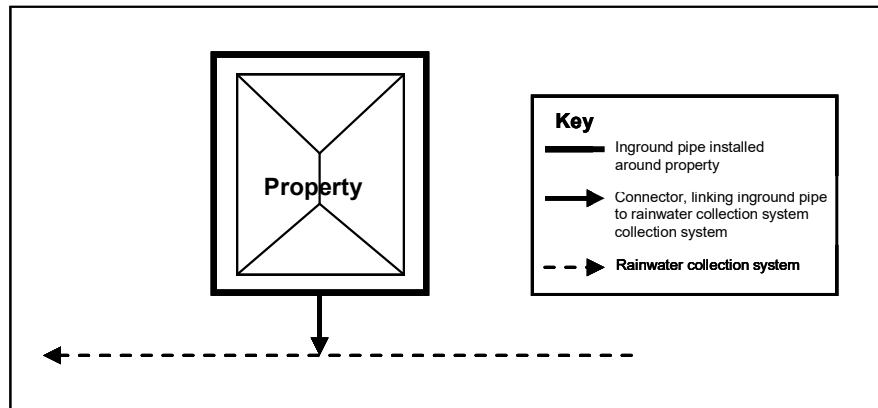 Property
Key
Inground pipe installed
around property
Connector, linking inground pipe
to rainwater collection system
collection system
Rainwater collection system